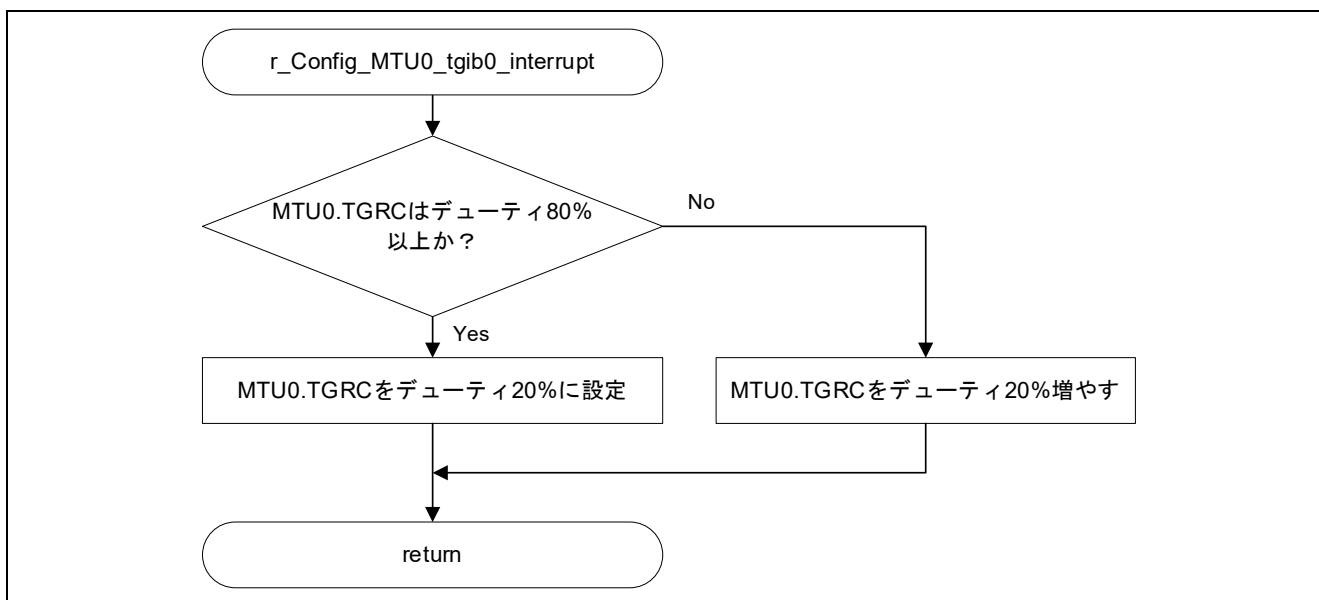 r_Config_MTU0_tgib0_interrupt
MTU0.TGRCはデューティ80%
以上か？
No
Yes
MTU0.TGRCをデューティ20%に設定
MTU0.TGRCをデューティ20%増やす
return